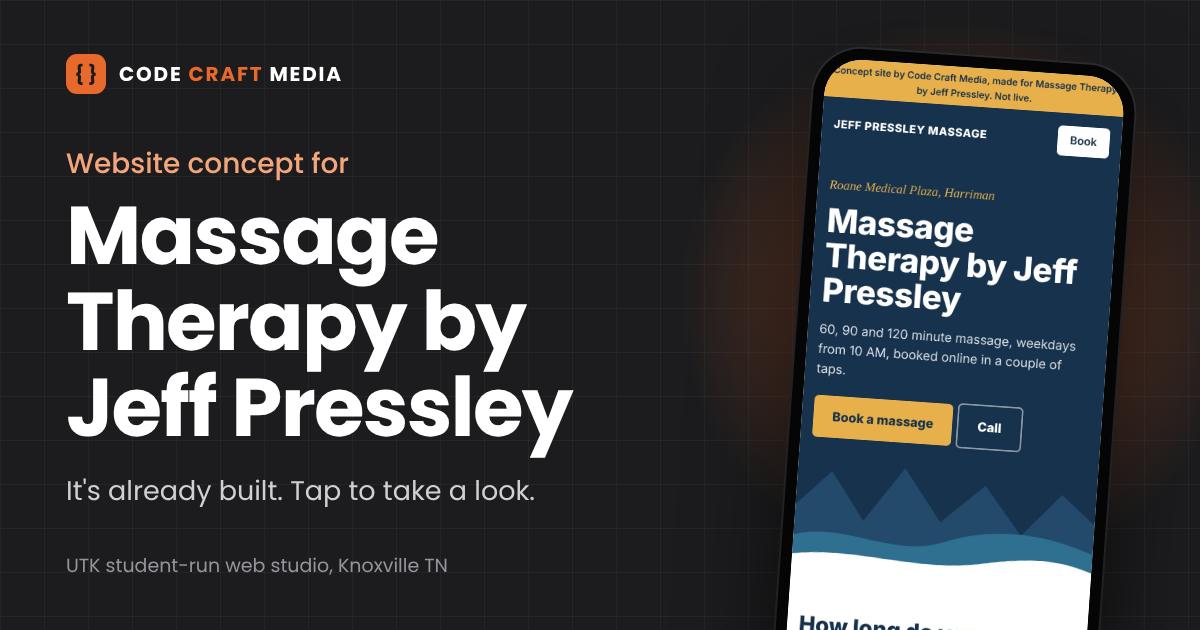 { } CODE CRAFT MEDIA
Website concept for
Massage
Therapy by
Jeff Pressley
It's already built. Tap to take a look.
UTK student-run web studio, Knoxville TN
Concept site by Code Craft Media, made for Massage Therapy
by Jeff Pressley. Not live.
JEFF PRESSLEY MASSAGE
Book
Roane Medical Plaza, Harriman
Massage
Therapy by Jeff
Pressley
60, 90 and 120 minute massage, weekdays
from 10 AM, booked online in a couple of
taps.
Book a massage
Call
How long do